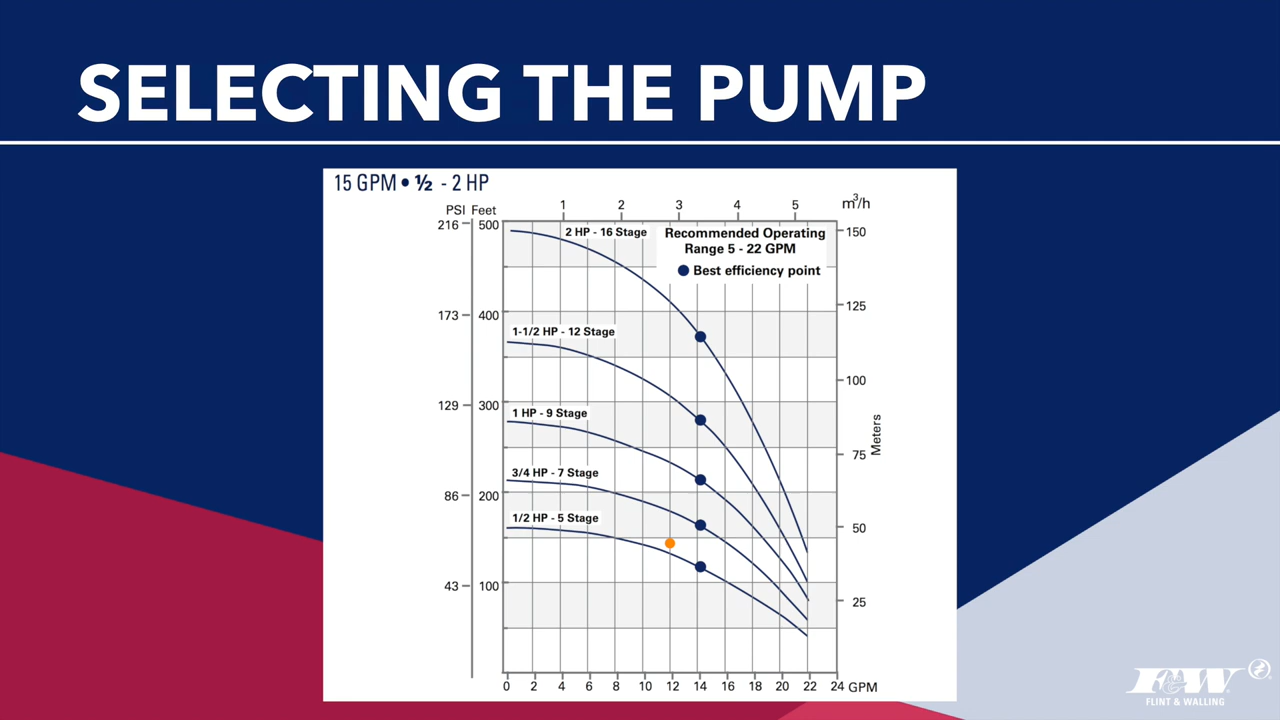 SELECTING THE PUMP
15 GPM • ½ - 2 HP
1 2 3 4 5 m³/h
PSI Feet
216 500
2 HP - 16 Stage
Recommended Operating
Range 5 - 22 GPM
150
Best efficiency point
125
173 400
1-1/2 HP - 12 Stage
100
129 300
1 HP - 9 Stage
Meters
75
3/4 HP - 7 Stage
86 200
1/2 HP - 5 Stage
50
43 100
25
0 2 4 6 8 10 12 14 16 18 20 22 24 GPM
F&W
FLINT & WALLING